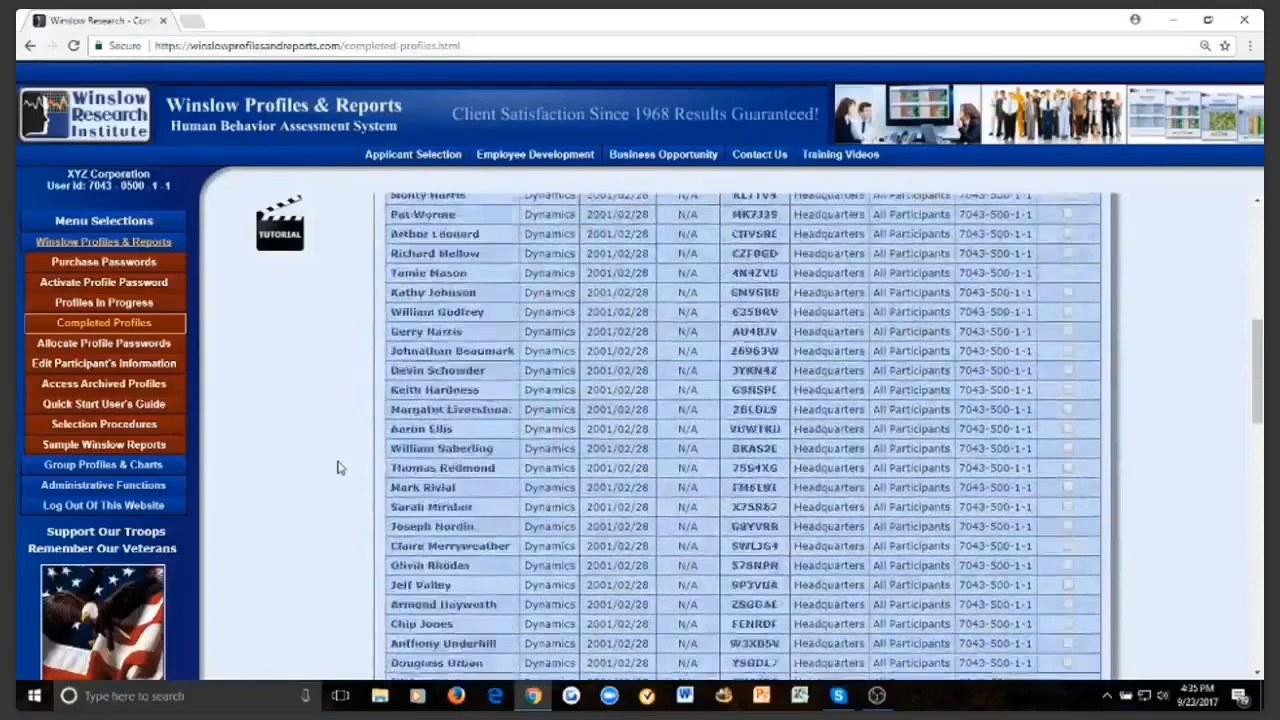 Winslow Research - Com
Secure https://winslowprofilesandreports.com/completed-profiles.html
Winslow Research Institute
Winslow Profiles & Reports
Human Behavior Assessment System
Client Satisfaction Since 1968 Results Guaranteed!
Applicant Selection Employee Development Business Opportunity Contact Us Training Videos
XYZ Corporation
User Id: 7043 - 0500 - 1 - 1
Menu Selections
Winslow Profiles & Reports
Purchase Passwords
Activate Profile Password
Profiles In Progress
Completed Profiles
Allocate Profile Passwords
Edit Participant's Information
Access Archived Profiles
Quick Start User's Guide
Selection Procedures
Sample Winslow Reports
Group Profiles & Charts
Administrative Functions
Log Out Of This Website
Support Our Troops
Remember Our Veterans
TUTORIAL
Monty Harris Dynamics 2001/02/28 N/A Headquarters All Participants 7043-500-1-1
Pat Worme Dynamics 2001/02/28 N/A Headquarters All Participants 7043-500-1-1
Arthur Leonard Dynamics 2001/02/28 N/A Headquarters All Participants 7043-500-1-1
Richard Mellow Dynamics 2001/02/28 N/A Headquarters All Participants 7043-500-1-1
Tamie Mason Dynamics 2001/02/28 N/A Headquarters All Participants 7043-500-1-1
Kathy Johnson Dynamics 2001/02/28 N/A Headquarters All Participants 7043-500-1-1
William Godfrey Dynamics 2001/02/28 N/A Headquarters All Participants 7043-500-1-1
Gerry Harris Dynamics 2001/02/28 N/A Headquarters All Participants 7043-500-1-1
Johnathan Beaumark Dynamics 2001/02/28 N/A Headquarters All Participants 7043-500-1-1
Devin Schowder Dynamics 2001/02/28 N/A Headquarters All Participants 7043-500-1-1
Keith Hardness Dynamics 2001/02/28 N/A Headquarters All Participants 7043-500-1-1
Margaret Dynamics 2001/02/28 N/A Headquarters All Participants 7043-500-1-1
Aaron Ellis Dynamics 2001/02/28 N/A Headquarters All Participants 7043-500-1-1
William Saberling Dynamics 2001/02/28 N/A Headquarters All Participants 7043-500-1-1
Thomas Redmond Dynamics 2001/02/28 N/A Headquarters All Participants 7043-500-1-1
Mark Rivial Dynamics 2001/02/28 N/A Headquarters All Participants 7043-500-1-1
Sarah Dynamics 2001/02/28 N/A Headquarters All Participants 7043-500-1-1
Joseph Nordin Dynamics 2001/02/28 N/A Headquarters All Participants 7043-500-1-1
Claire Merryweather Dynamics 2001/02/28 N/A Headquarters All Participants 7043-500-1-1
Olivia Rhodes Dynamics 2001/02/28 N/A Headquarters All Participants 7043-500-1-1
Jeff Valley Dynamics 2001/02/28 N/A Headquarters All Participants 7043-500-1-1
Armond Hayworth Dynamics 2001/02/28 N/A Headquarters All Participants 7043-500-1-1
Chip Jones Dynamics 2001/02/28 N/A Headquarters All Participants 7043-500-1-1
Anthony Underhill Dynamics 2001/02/28 N/A Headquarters All Participants 7043-500-1-1
Douglass Urban Dynamics 2001/02/28 N/A Headquarters All Participants 7043-500-1-1
Type here to search
4:35 PM
9/23/2017